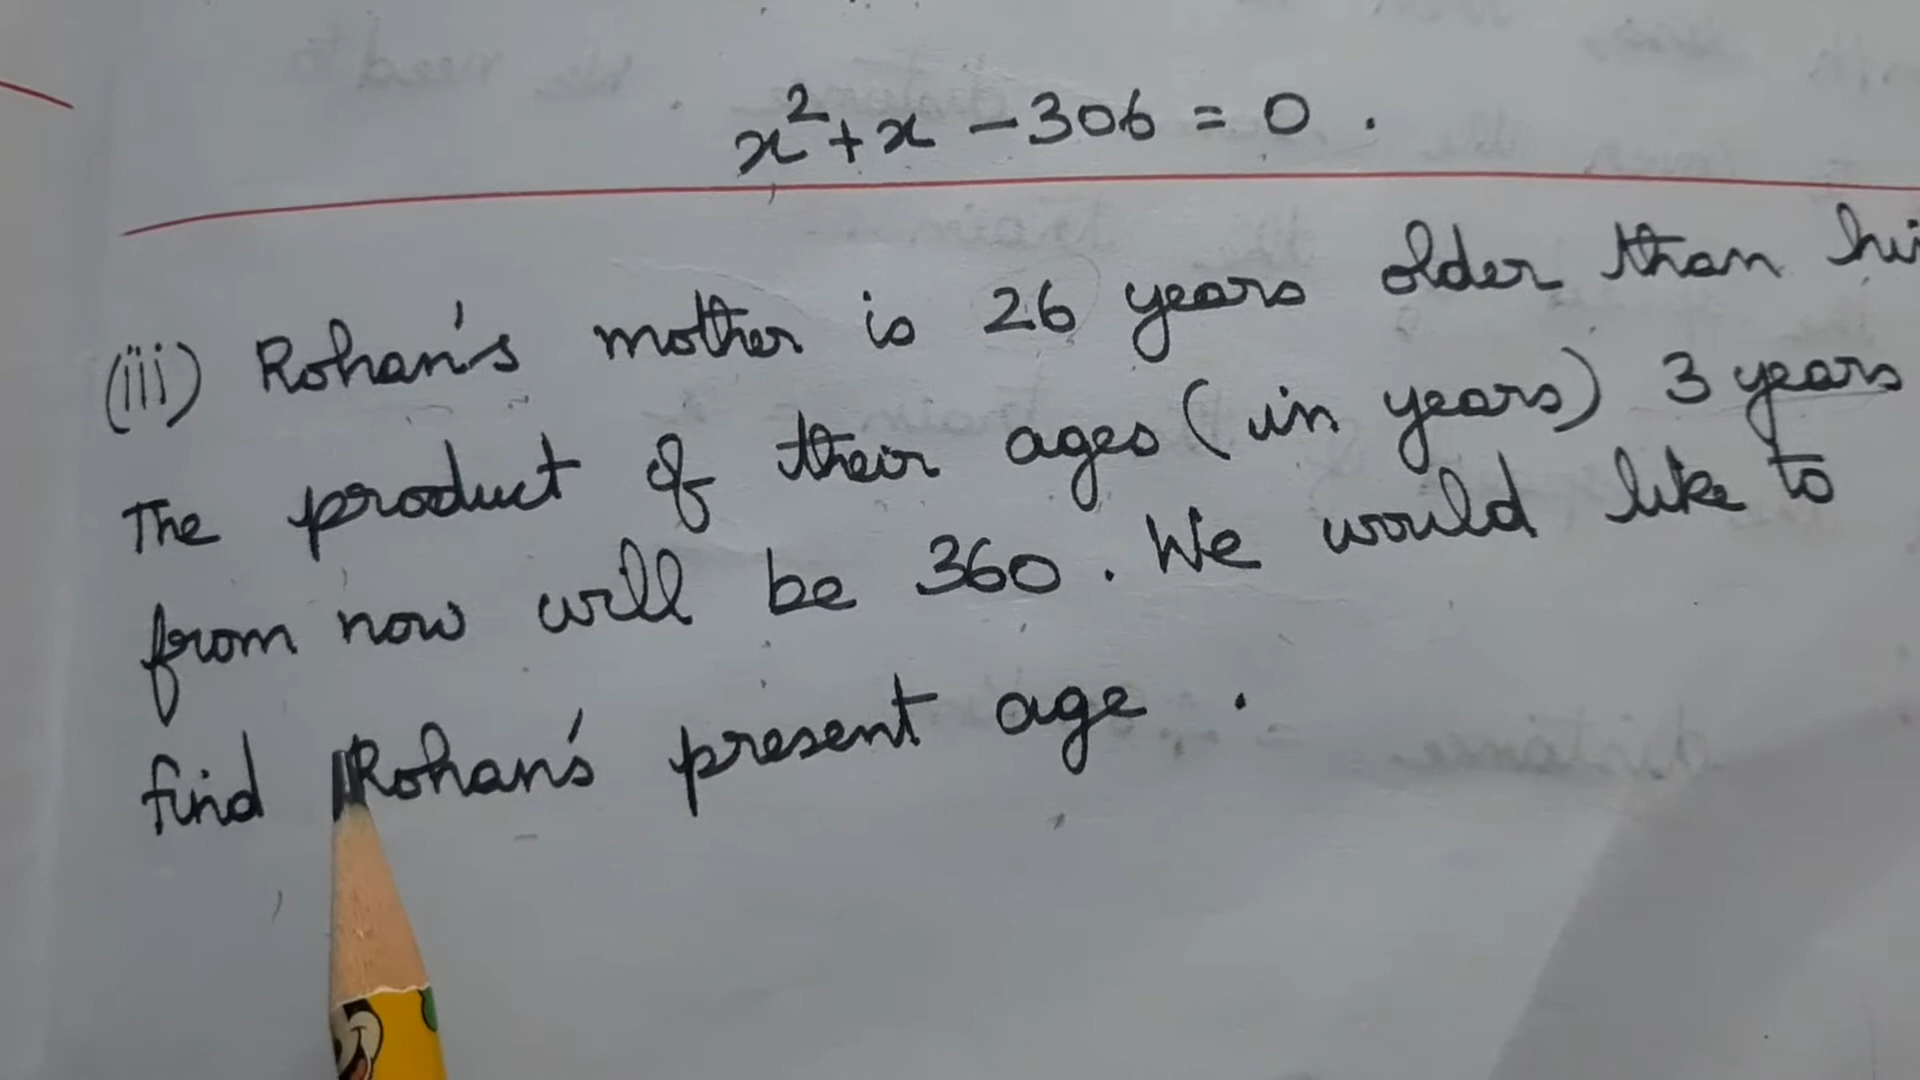 x² + x - 306 = 0 .
(iii) Rohan's mother is 26 years older than
The product of their ages (in years) 3 years
from now will be 360. We would like to
find Rohan's present age .